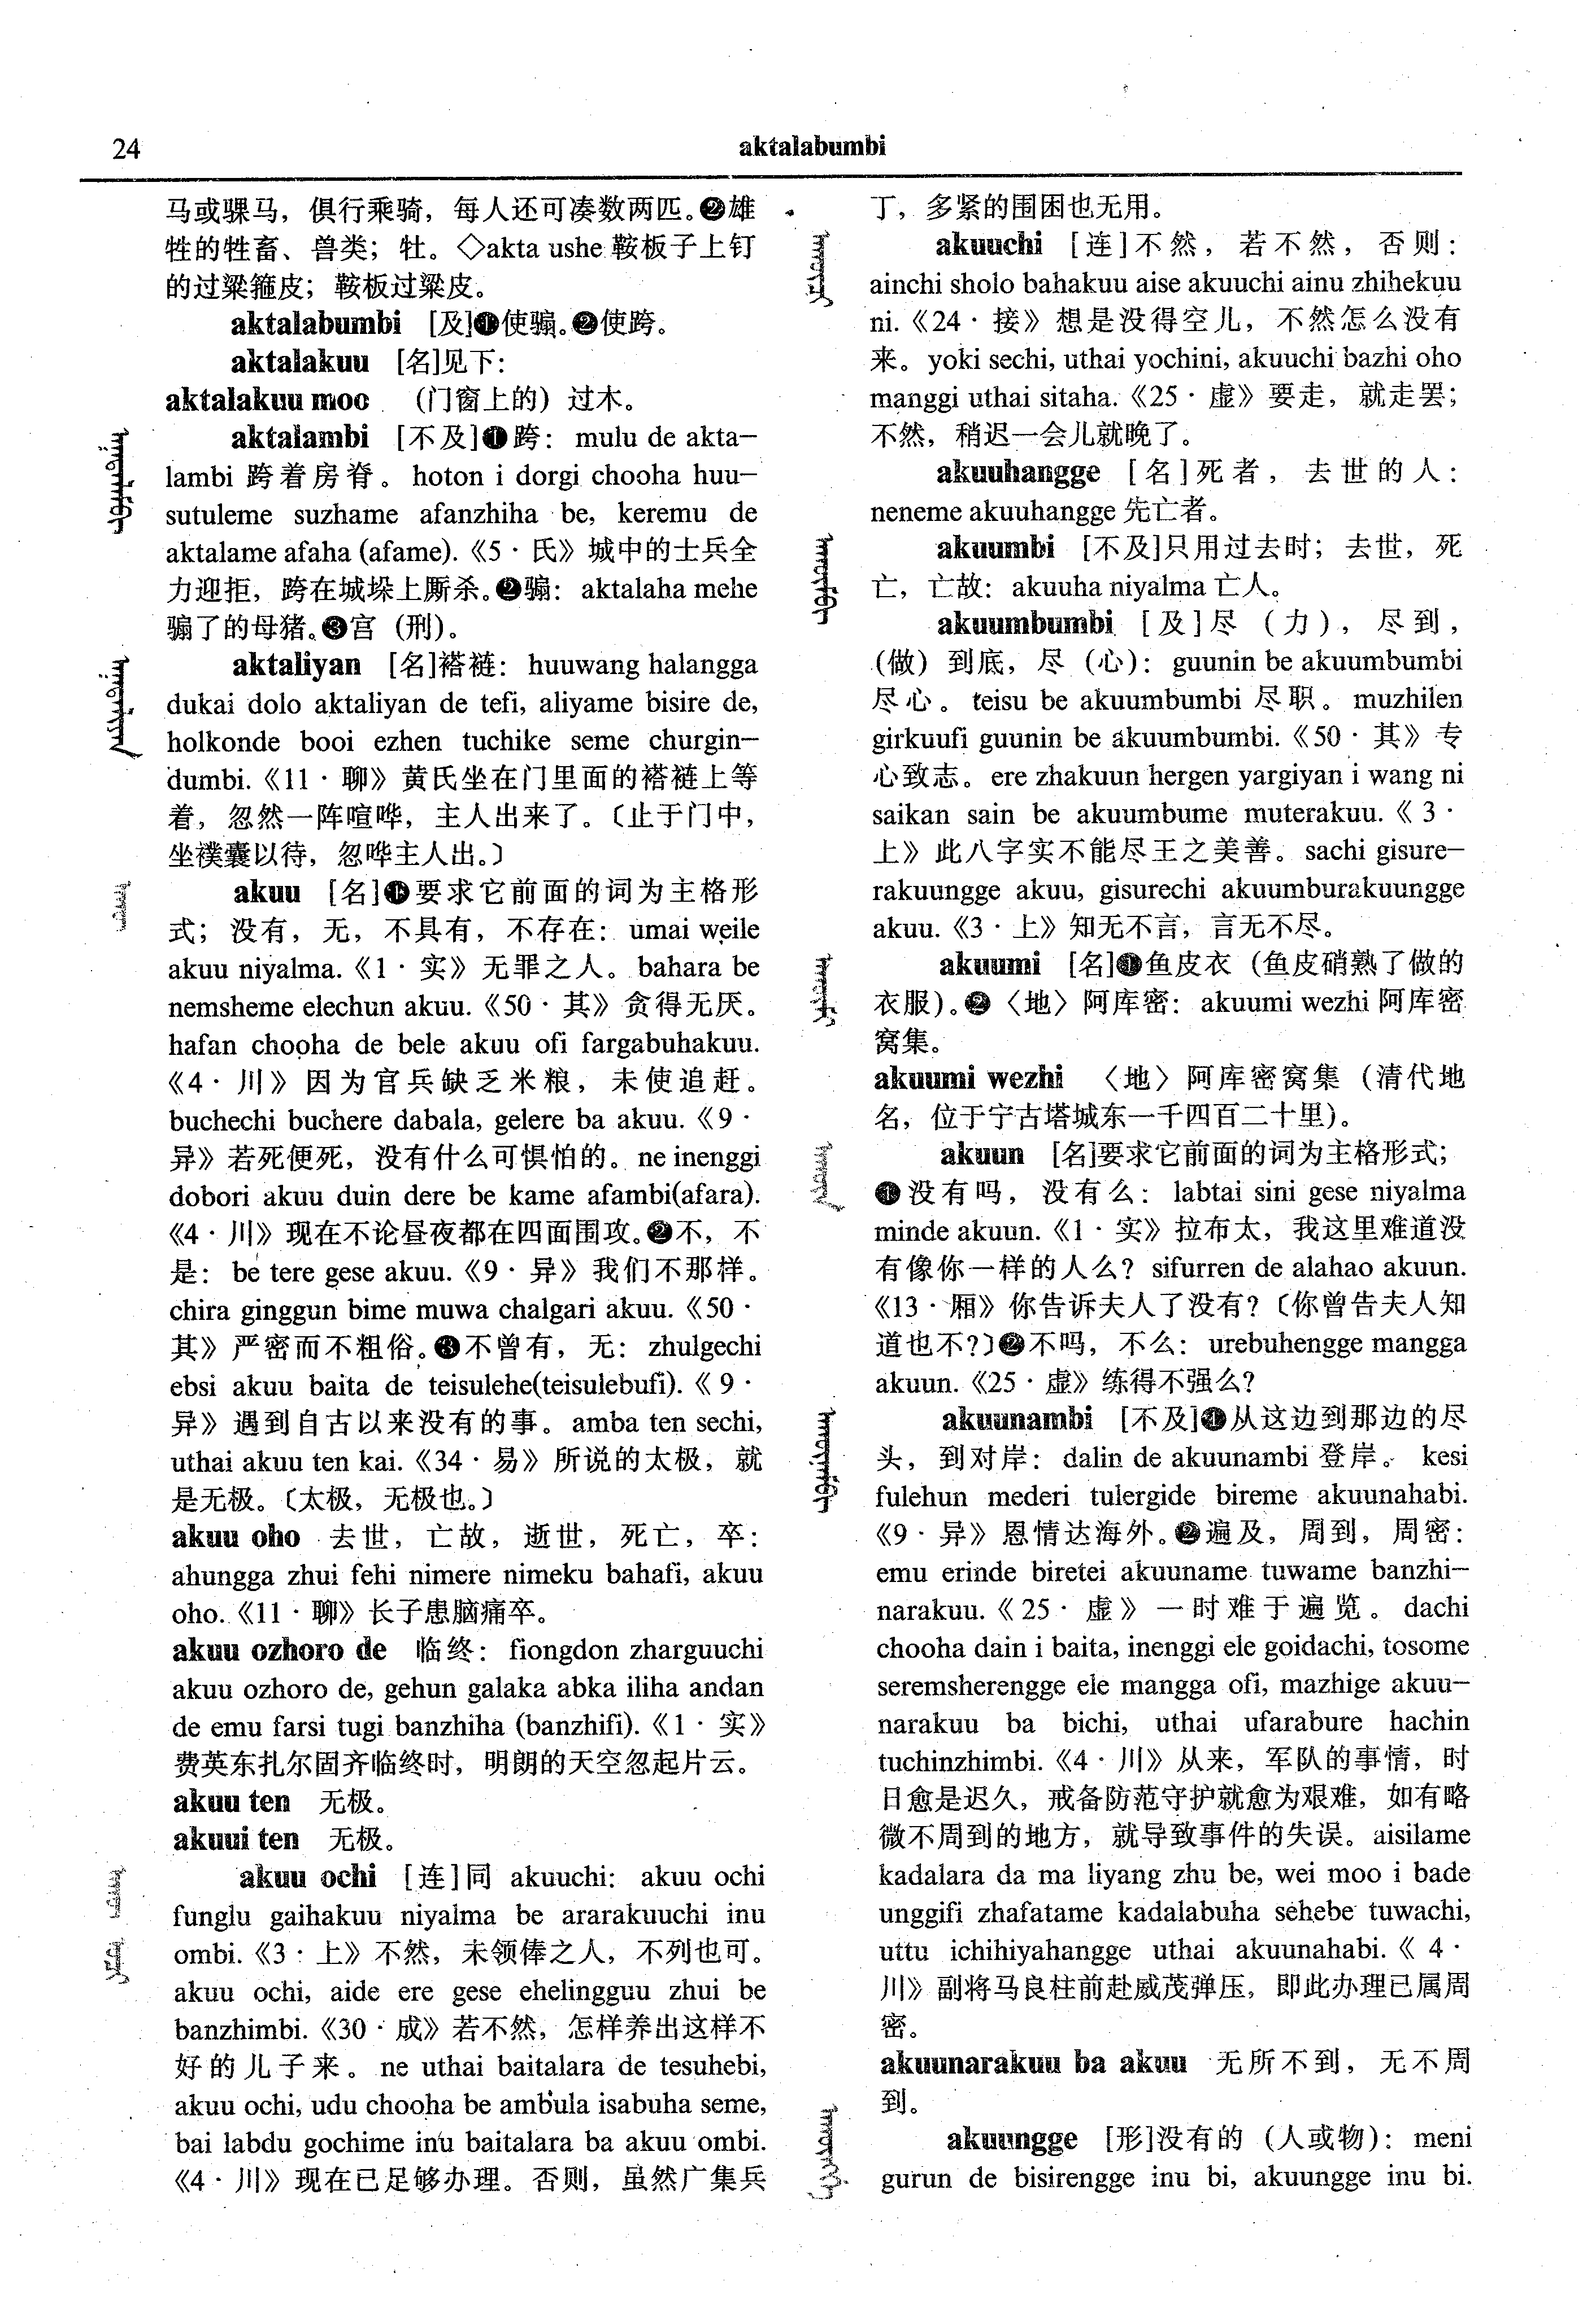 24
aktalabumbi
马或骒马，俱行乘骑，每人还可凑数两匹。❷雄
牲的牲畜、兽类；牡。◇akta ushe 鞍板子上钉
的过梁箍皮；鞍板过梁皮。
aktalabumbi [及]❶使骟。❷使跨。
aktalakuu [名]见下：
aktalakuu moo （门窗上的）过木。
aktalambi [不及]❶跨： mulu de akta–
lambi 跨着房脊。 hoton i dorgi chooha huu–
sutuleme suzhame afanzhiha be, keremu de
aktalame afaha (afame).《5 · 氏》城中的士兵全
力迎拒，跨在城垛上厮杀。❷骟： aktalaha mehe
骟了的母猪。❸宫（刑）。
aktaliyan [名]褡裢： huuwang halangga
dukai dolo aktaliyan de tefi, aliyame bisire de,
holkonde booi ezhen tuchike seme churgin–
dumbi.《11 · 聊》黄氏坐在门里面的褡裢上等
着，忽然一阵喧哗，主人出来了。〔止于门中，
坐襆囊以待，忽哗主人出。〕
akuu [名]❶要求它前面的词为主格形
式；没有，无，不具有，不存在： umai weile
akuu niyalma.《1 · 实》无罪之人。bahara be
nemsheme elechun akuu.《50 · 其》贪得无厌。
hafan chooha de bele akuu ofi fargabuhakuu.
《4 · 川》因为官兵缺乏米粮，未使追赶。
buchechi buchere dabala, gelere ba akuu.《9 ·
异》若死便死，没有什么可惧怕的。ne inenggi
dobori akuu duin dere be kame afambi(afara).
《4 · 川》现在不论昼夜都在四面围攻。❷不，不
是： be tere gese akuu.《9 · 异》我们不那样。
chira ginggun bime muwa chalgari akuu.《50 ·
其》严密而不粗俗。❸不曾有，无： zhulgechi
ebsi akuu baita de teisulehe(teisulebufi).《9 ·
异》遇到自古以来没有的事。amba ten sechi,
uthai akuu ten kai.《34 · 易》所说的太极，就
是无极。〔太极，无极也。〕
akuu oho 去世，亡故，逝世，死亡，卒：
ahungga zhui fehi nimere nimeku bahafi, akuu
oho.《11 · 聊》长子患脑痛卒。
akuu ozhoro de 临终： fiongdon zharguuchi
akuu ozhoro de, gehun galaka abka iliha andan
de emu farsi tugi banzhiha (banzhifi).《1 · 实》
费英东扎尔固齐临终时，明朗的天空忽起片云。
akuu ten 无极。
akuui ten 无极。
akuu ochi [连]同 akuuchi: akuu ochi
funglu gaihakuu niyalma be ararakuuchi inu
ombi.《3 · 上》不然，未领俸之人，不列也可。
akuu ochi, aide ere gese ehelingguu zhui be
banzhimbi.《30 · 成》若不然，怎样养出这样不
好的儿子来。ne uthai baitalara de tesuhebi,
akuu ochi, udu chooha be ambula isabuha seme,
bai labdu gochime inu baitalara ba akuu ombi.
《4 · 川》现在已足够办理。否则，虽然广集兵
丁，多紧的围困也无用。
akuuchi [连]不然，若不然，否则：
ainchi sholo bahakuu aise akuuchi ainu zhihekuu
ni.《24 · 接》想是没得空儿，不然怎么没有
来。yoki sechi, uthai yochini, akuuchi bazhi oho
manggi uthai sitaha.《25 · 虚》要走，就走罢；
不然，稍迟一会儿就晚了。
akuuhangge [名]死者，去世的人：
neneme akuuhangge 先亡者。
akuumbi [不及]只用过去时；去世，死
亡，亡故： akuuha niyalma 亡人。
akuumbumbi [及]尽（力），尽到，
（做）到底，尽（心）： guunin be akuumbumbi
尽心。 teisu be akuumbumbi 尽职。 muzhilen
girkuufi guunin be akuumbumbi.《50 · 其》专
心致志。ere zhakuun hergen yargiyan i wang ni
saikan sain be akuumbume muterakuu.《3 ·
上》此八字实不能尽王之美善。sachi gisure–
rakuungge akuu, gisurechi akuumburakuungge
akuu.《3 · 上》知无不言，言无不尽。
akuumi [名]❶鱼皮衣（鱼皮硝熟了做的
衣服）。❷〈地〉阿库密： akuumi wezhi 阿库密
窝集。
akuumi wezhi 〈地〉阿库密窝集（清代地
名，位于宁古塔城东一千四百二十里）。
akuun [名]要求它前面的词为主格形式；
❶没有吗，没有么： labtai sini gese niyalma
minde akuun.《1 · 实》拉布太，我这里难道没
有像你一样的人么？sifurren de alahao akuun.
《13 · 厢》你告诉夫人了没有？〔你曾告夫人知
道也不？〕❷不吗，不么： urebuhengge mangga
akuun.《25 · 虚》练得不强么？
akuunambi [不及]❶从这边到那边的尽
头，到对岸： dalin de akuunambi 登岸。 kesi
fulehun mederi tulergide bireme akuunahabi.
《9 · 异》恩情达海外。❷遍及，周到，周密：
emu erinde biretei akuuname tuwame banzhi–
narakuu.《25 · 虚》一时难于遍览。dachi
chooha dain i baita, inenggi ele goidachi, tosome
seremsherengge ele mangga ofi, mazhige akuu–
narakuu ba bichi, uthai ufarabure hachin
tuchinzhimbi.《4 · 川》从来，军队的事情，时
日愈是迟久，戒备防范守护就愈为艰难，如有略
微不周到的地方，就导致事件的失误。aisilame
kadalara da ma liyang zhu be, wei moo i bade
unggifi zhafatame kadalabuha sehebe tuwachi,
uttu ichihiyahangge uthai akuunahabi.《4 ·
川》副将马良柱前赴威茂弹压，即此办理已属周
密。
akuunarakuu ba akuu 无所不到，无不周
到。
akuungge [形]没有的（人或物）： meni
gurun de bisirengge inu bi, akuungge inu bi.